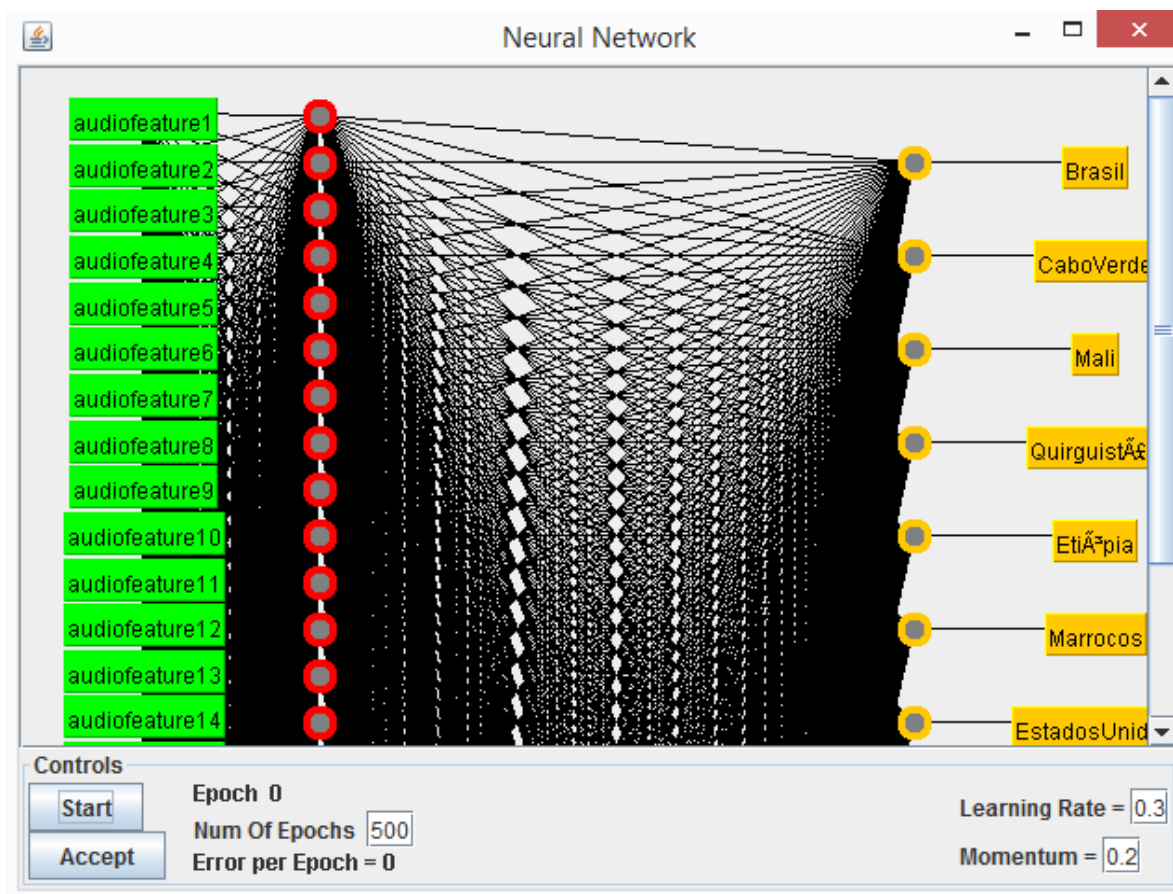 Neural Network
audiofeature1
audiofeature2
audiofeature3
audiofeature4
audiofeature5
audiofeature6
audiofeature7
audiofeature8
audiofeature9
audiofeature10
audiofeature11
audiofeature12
audiofeature13
audiofeature14
Brasil
CaboVerde
Mali
QuirguistÃ£
EtiÃªpia
Marrocos
EstadosUnid
Controls
Start
Accept
Epoch 0
Num Of Epochs 500
Error per Epoch = 0
Learning Rate = 0.3
Momentum = 0.2